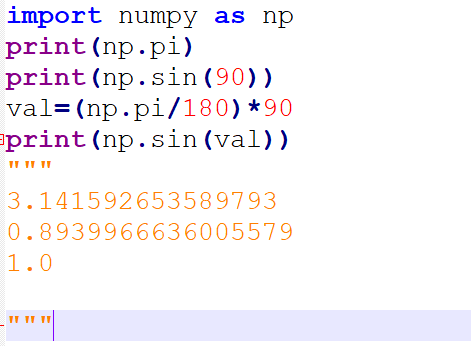 import numpy as np
print(np.pi)
print(np.sin(90))
val=(np.pi/180)*90
print(np.sin(val))
"""
3.141592653589793
0.8939966636005579
1.0
"""